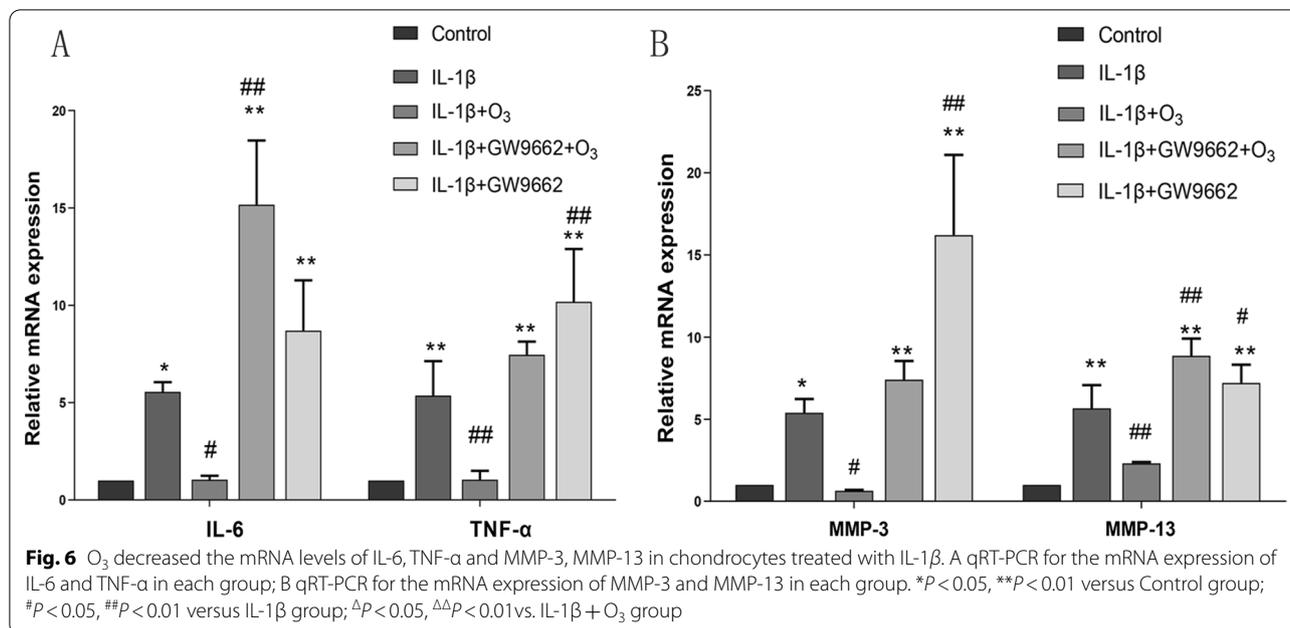 A
Control
IL-1β
IL-1β+O₃
IL-1β+GW9662+O₃
IL-1β+GW9662
Relative mRNA expression
20
15
10
5
0
*
#
##
**
**
**
##
**
##
**
IL-6
TNF-α
B
Control
IL-1β
IL-1β+O₃
IL-1β+GW9662+O₃
IL-1β+GW9662
Relative mRNA expression
25
20
15
10
5
0
*
#
**
##
**
**
##
##
**
#
**
MMP-3
MMP-13
Fig. 6 O₃ decreased the mRNA levels of IL-6, TNF-α and MMP-3, MMP-13 in chondrocytes treated with IL-1β. A qRT-PCR for the mRNA expression of
IL-6 and TNF-α in each group; B qRT-PCR for the mRNA expression of MMP-3 and MMP-13 in each group. *P < 0.05, **P < 0.01 versus Control group;
#P < 0.05, ##P < 0.01 versus IL-1β group; ΔP < 0.05, ΔΔP < 0.01vs. IL-1β + O₃ group